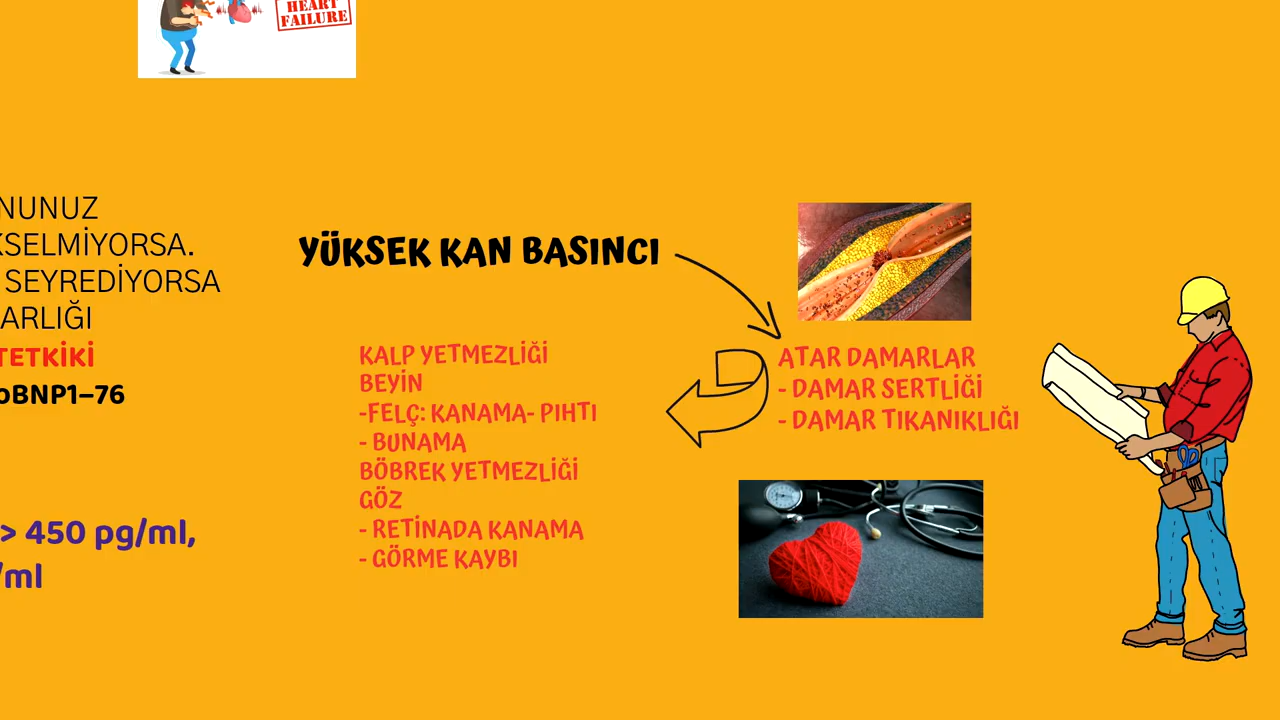 HEART
FAILURE
NUNUZ
KSELMİYORSA.
SEYREDİYORSA
ARLIĞI
TETKİKİ
oBNP1–76
> 450 pg/ml,
/ml
YÜKSEK KAN BASINCI
KALP YETMEZLİĞİ
BEYİN
-FELÇ: KANAMA- PIHTI
- BUNAMA
BÖBREK YETMEZLİĞİ
GÖZ
- RETİNADA KANAMA
- GÖRME KAYBI
ATAR DAMARLAR
- DAMAR SERTLİĞİ
- DAMAR TIKANIKLIĞI